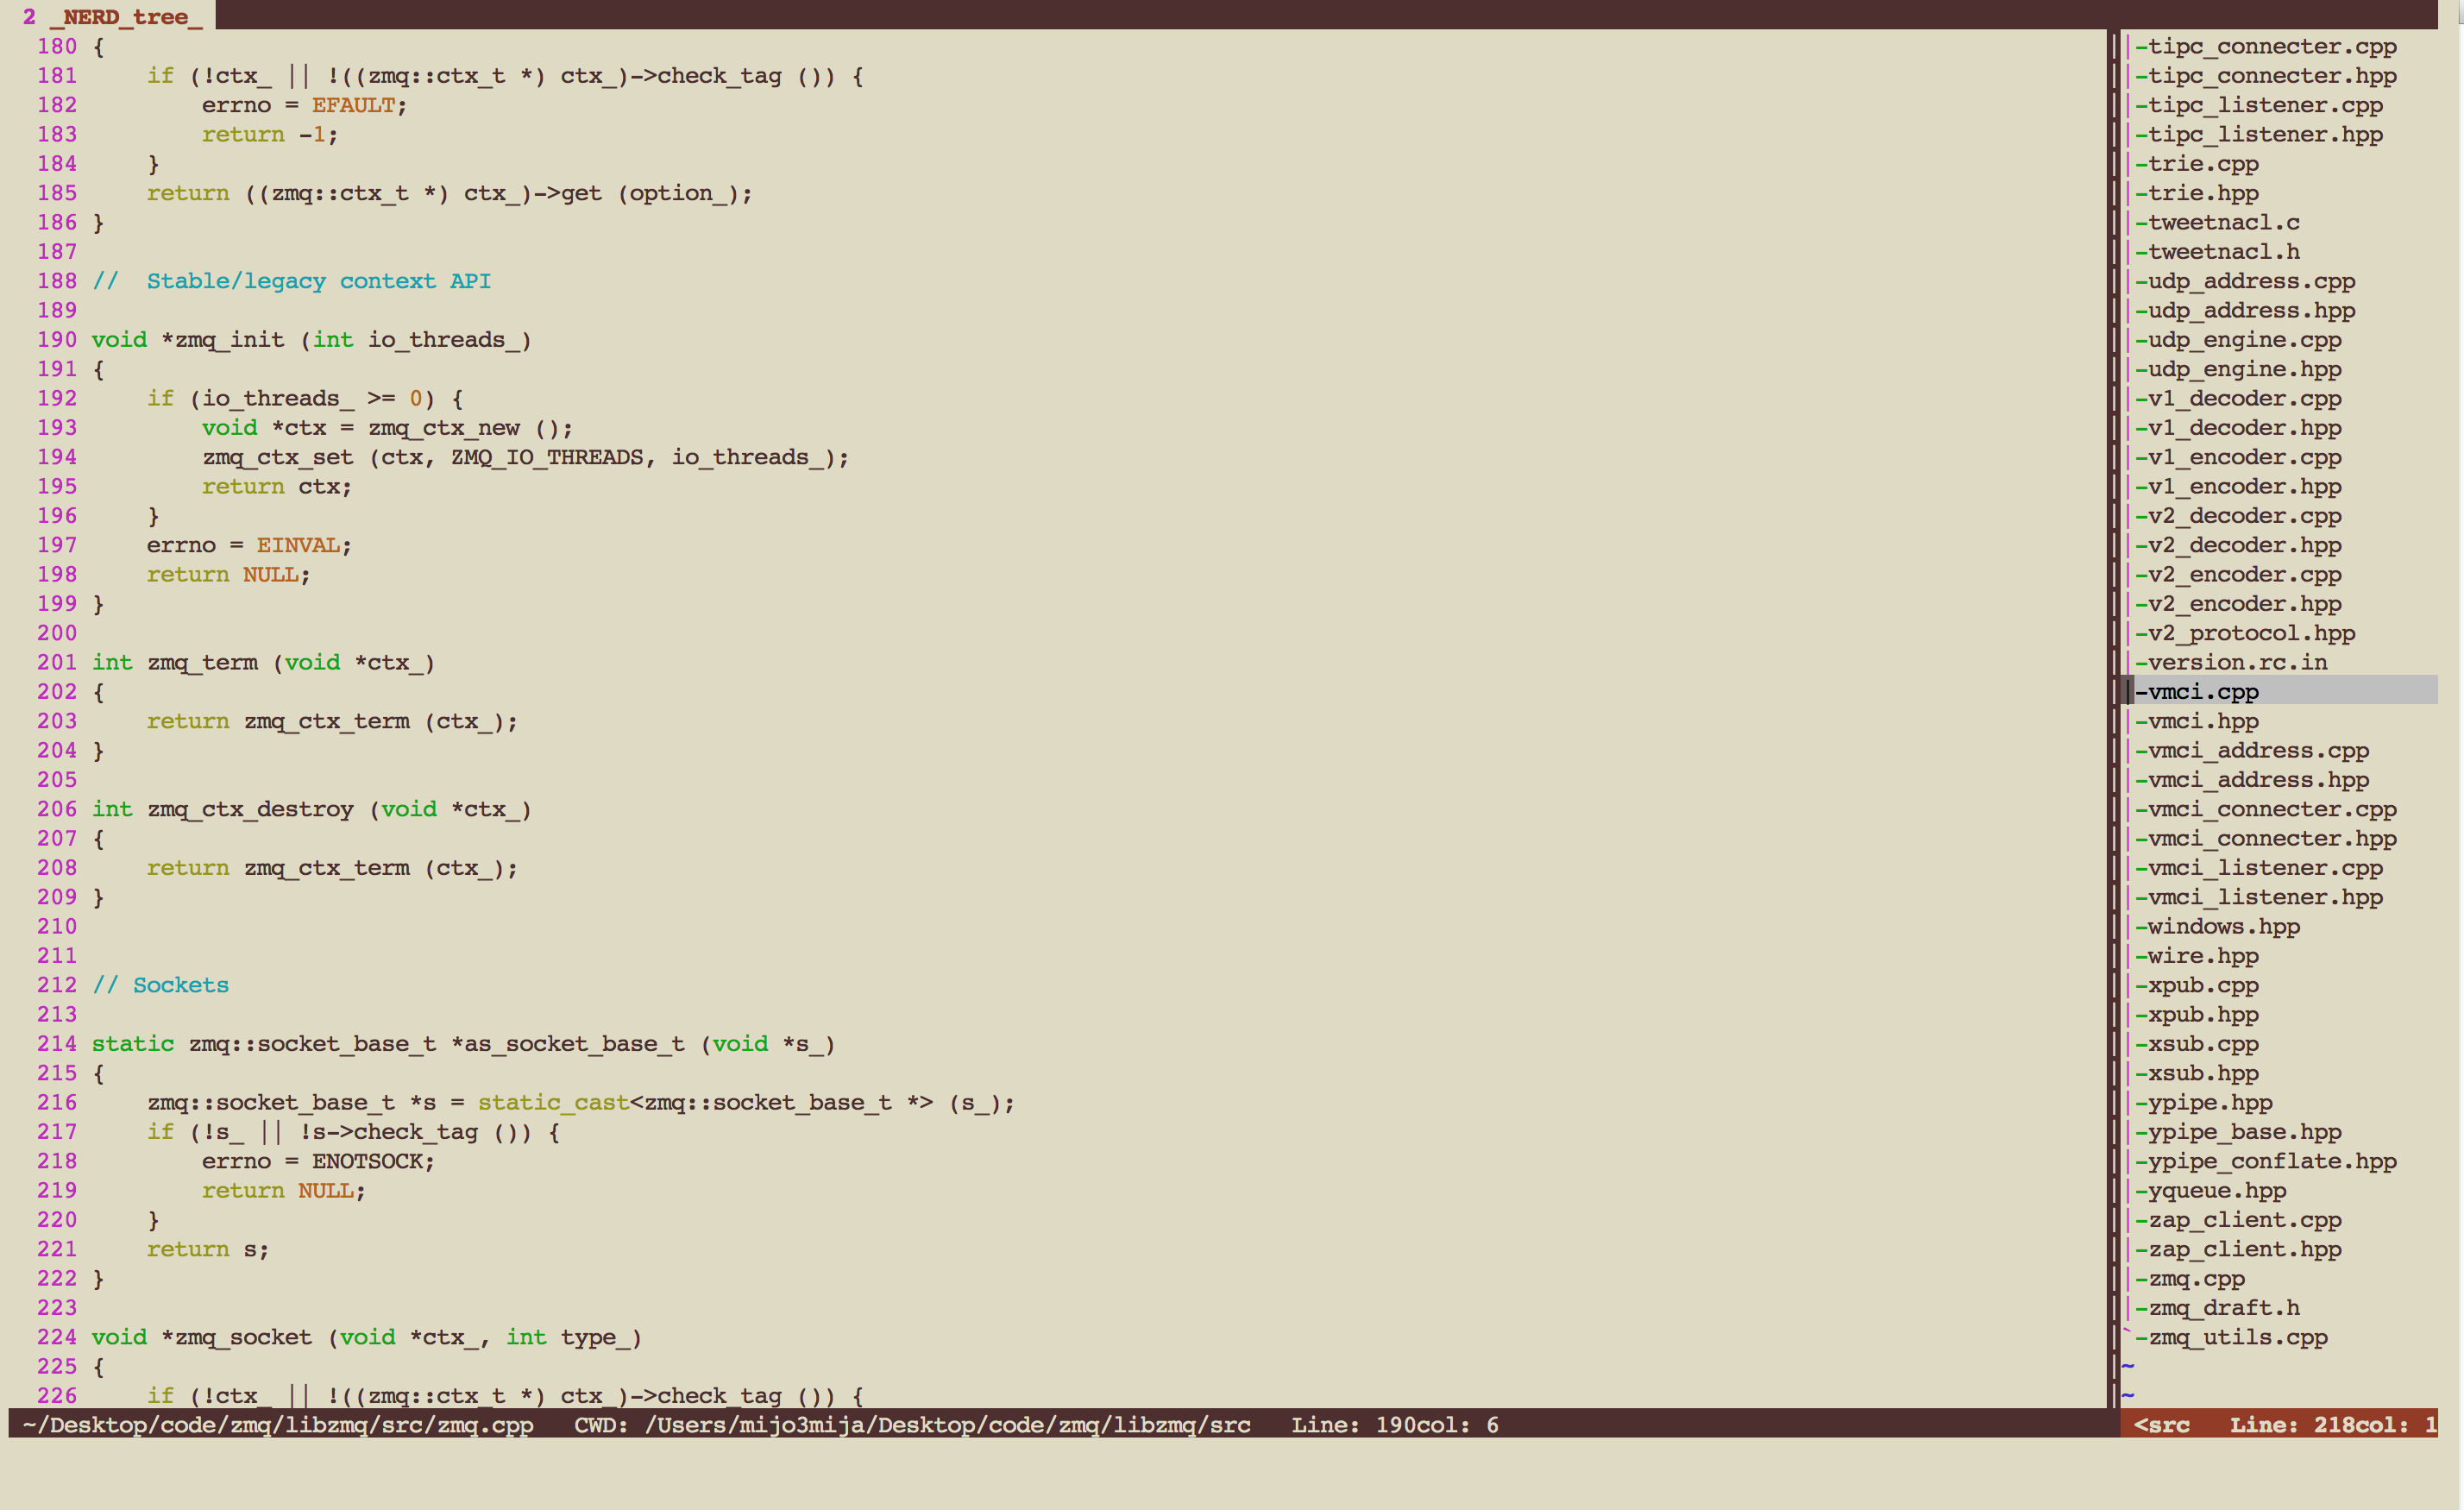 2 _NERD_tree_
180 {
181     if (!ctx_ || !((zmq::ctx_t *) ctx_)->check_tag ()) {
182         errno = EFAULT;
183         return -1;
184     }
185     return ((zmq::ctx_t *) ctx_)->get (option_);
186 }
187
188 //  Stable/legacy context API
189
190 void *zmq_init (int io_threads_)
191 {
192     if (io_threads_ >= 0) {
193         void *ctx = zmq_ctx_new ();
194         zmq_ctx_set (ctx, ZMQ_IO_THREADS, io_threads_);
195         return ctx;
196     }
197     errno = EINVAL;
198     return NULL;
199 }
200
201 int zmq_term (void *ctx_)
202 {
203     return zmq_ctx_term (ctx_);
204 }
205
206 int zmq_ctx_destroy (void *ctx_)
207 {
208     return zmq_ctx_term (ctx_);
209 }
210
211
212 // Sockets
213
214 static zmq::socket_base_t *as_socket_base_t (void *s_)
215 {
216     zmq::socket_base_t *s = static_cast<zmq::socket_base_t *> (s_);
217     if (!s_ || !s->check_tag ()) {
218         errno = ENOTSOCK;
219         return NULL;
220     }
221     return s;
222 }
223
224 void *zmq_socket (void *ctx_, int type_)
225 {
226     if (!ctx_ || !((zmq::ctx_t *) ctx_)->check_tag ()) {
|-tipc_connecter.cpp
|-tipc_connecter.hpp
|-tipc_listener.cpp
|-tipc_listener.hpp
|-trie.cpp
|-trie.hpp
|-tweetnacl.c
|-tweetnacl.h
|-udp_address.cpp
|-udp_address.hpp
|-udp_engine.cpp
|-udp_engine.hpp
|-v1_decoder.cpp
|-v1_decoder.hpp
|-v1_encoder.cpp
|-v1_encoder.hpp
|-v2_decoder.cpp
|-v2_decoder.hpp
|-v2_encoder.cpp
|-v2_encoder.hpp
|-v2_protocol.hpp
|-version.rc.in
|-vmci.cpp
|-vmci.hpp
|-vmci_address.cpp
|-vmci_address.hpp
|-vmci_connecter.cpp
|-vmci_connecter.hpp
|-vmci_listener.cpp
|-vmci_listener.hpp
|-windows.hpp
|-wire.hpp
|-xpub.cpp
|-xpub.hpp
|-xsub.cpp
|-xsub.hpp
|-ypipe.hpp
|-ypipe_base.hpp
|-ypipe_conflate.hpp
|-yqueue.hpp
|-zap_client.cpp
|-zap_client.hpp
|-zmq.cpp
|-zmq_draft.h
`-zmq_utils.cpp
~
~
~/Desktop/code/zmq/libzmq/src/zmq.cpp   CWD: /Users/mijo3mija/Desktop/code/zmq/libzmq/src   Line: 190col: 6
<src   Line: 218col: 1